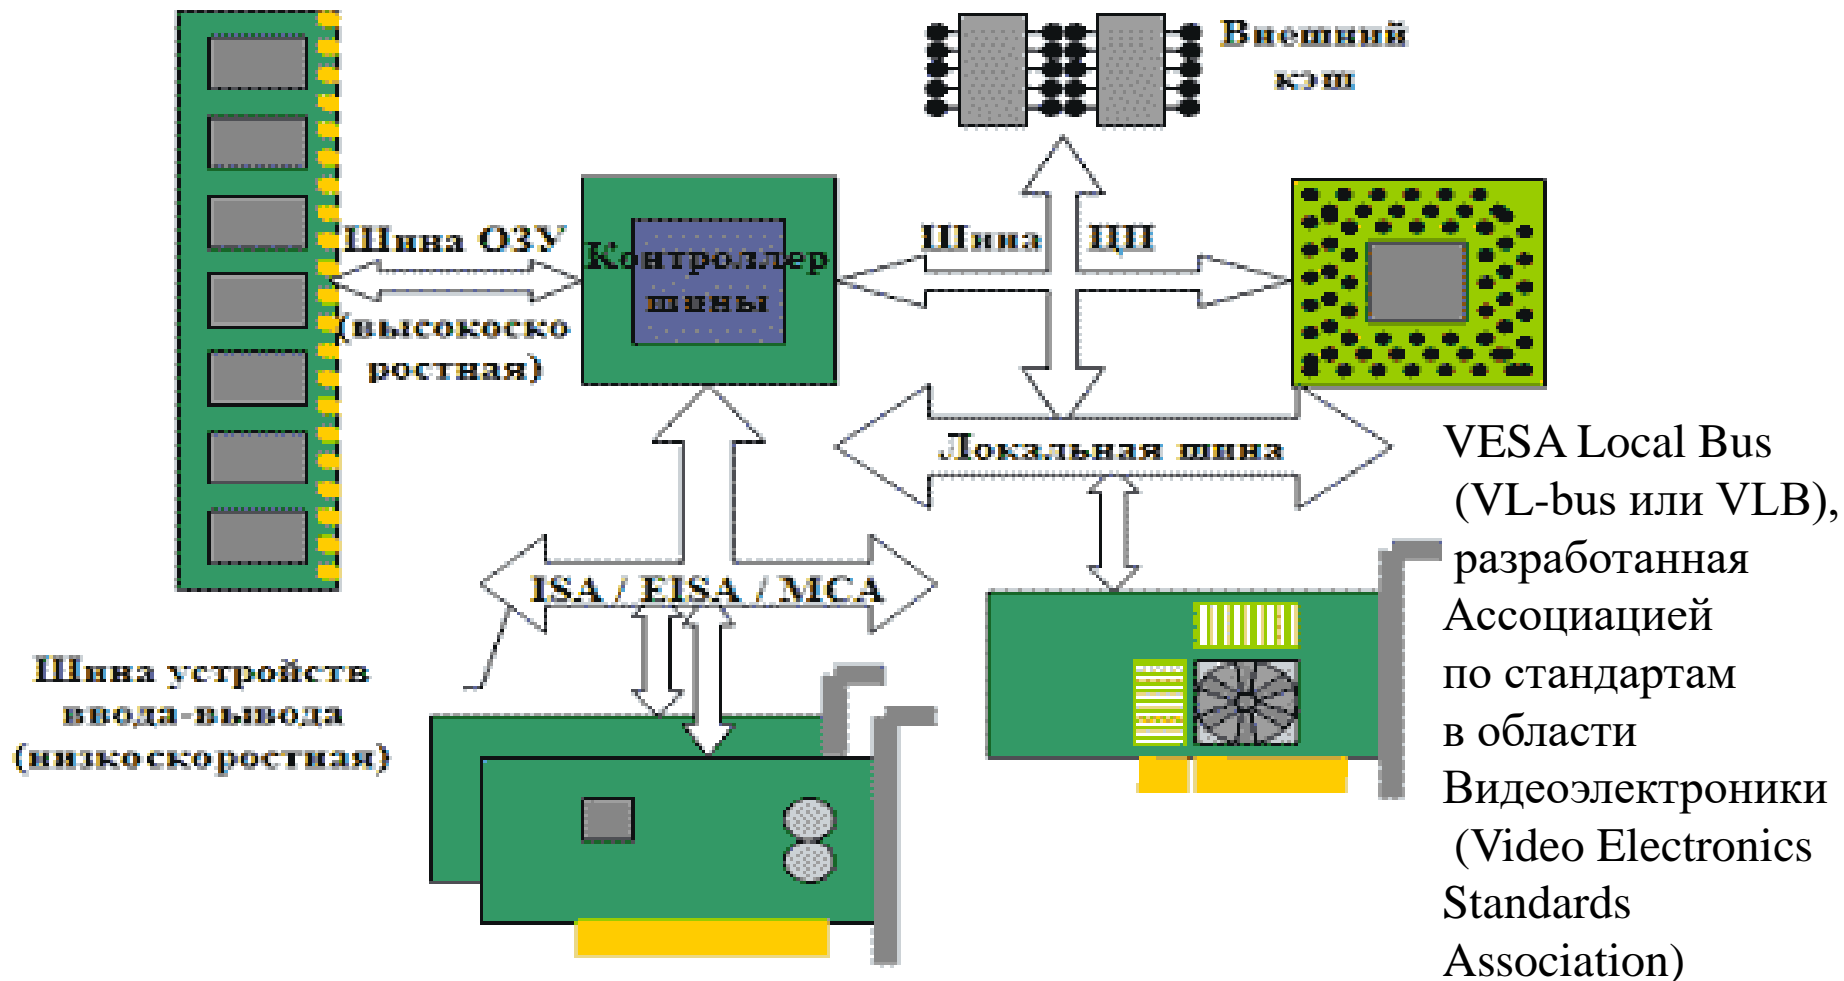 Внешний
кэш
Шина ОЗУ
(высокоско
ростная)
Контроллер
шины
Шина ЦП
Локальная шина
ISA / EISA / MCA
Шина устройств
ввода-вывода
(низкоскоростная)
VESA Local Bus
(VL-bus или VLB),
разработанная
Ассоциацией
по стандартам
в области
Видеоэлектроники
(Video Electronics
Standards
Association)